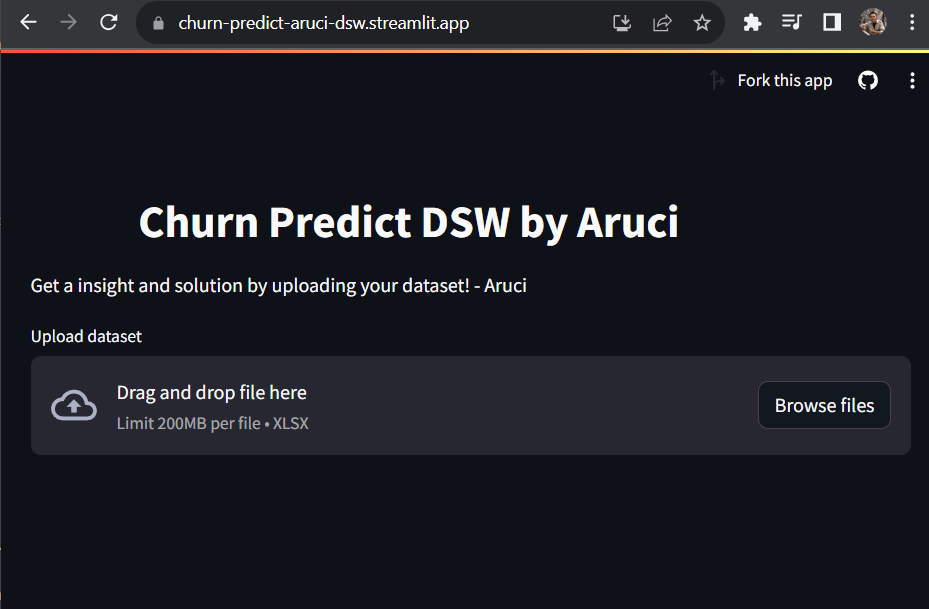 churn-predict-aruci-dsw.streamlit.app
Fork this app
Churn Predict DSW by Aruci
Get a insight and solution by uploading your dataset! - Aruci
Upload dataset
Drag and drop file here
Limit 200MB per file • XLSX
Browse files